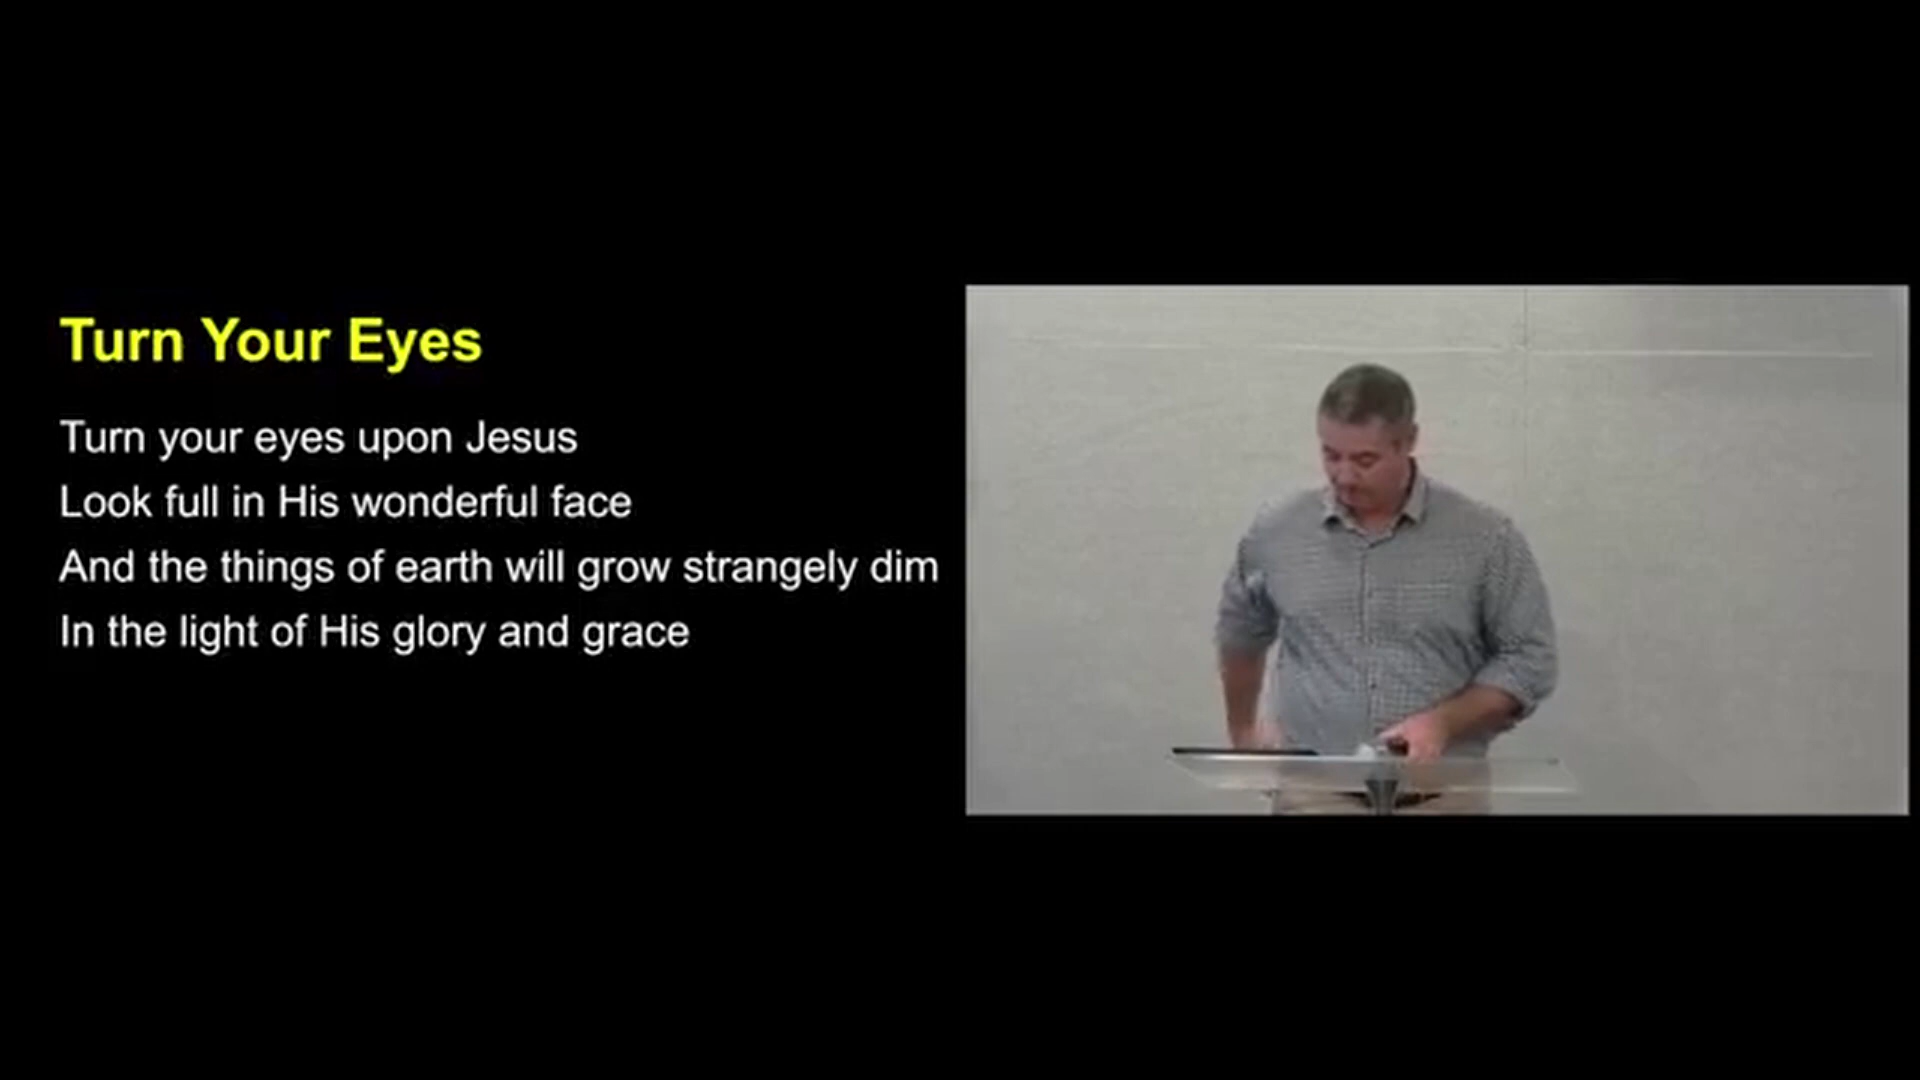 Turn Your Eyes
Turn your eyes upon Jesus
Look full in His wonderful face
And the things of earth will grow strangely dim
In the light of His glory and grace